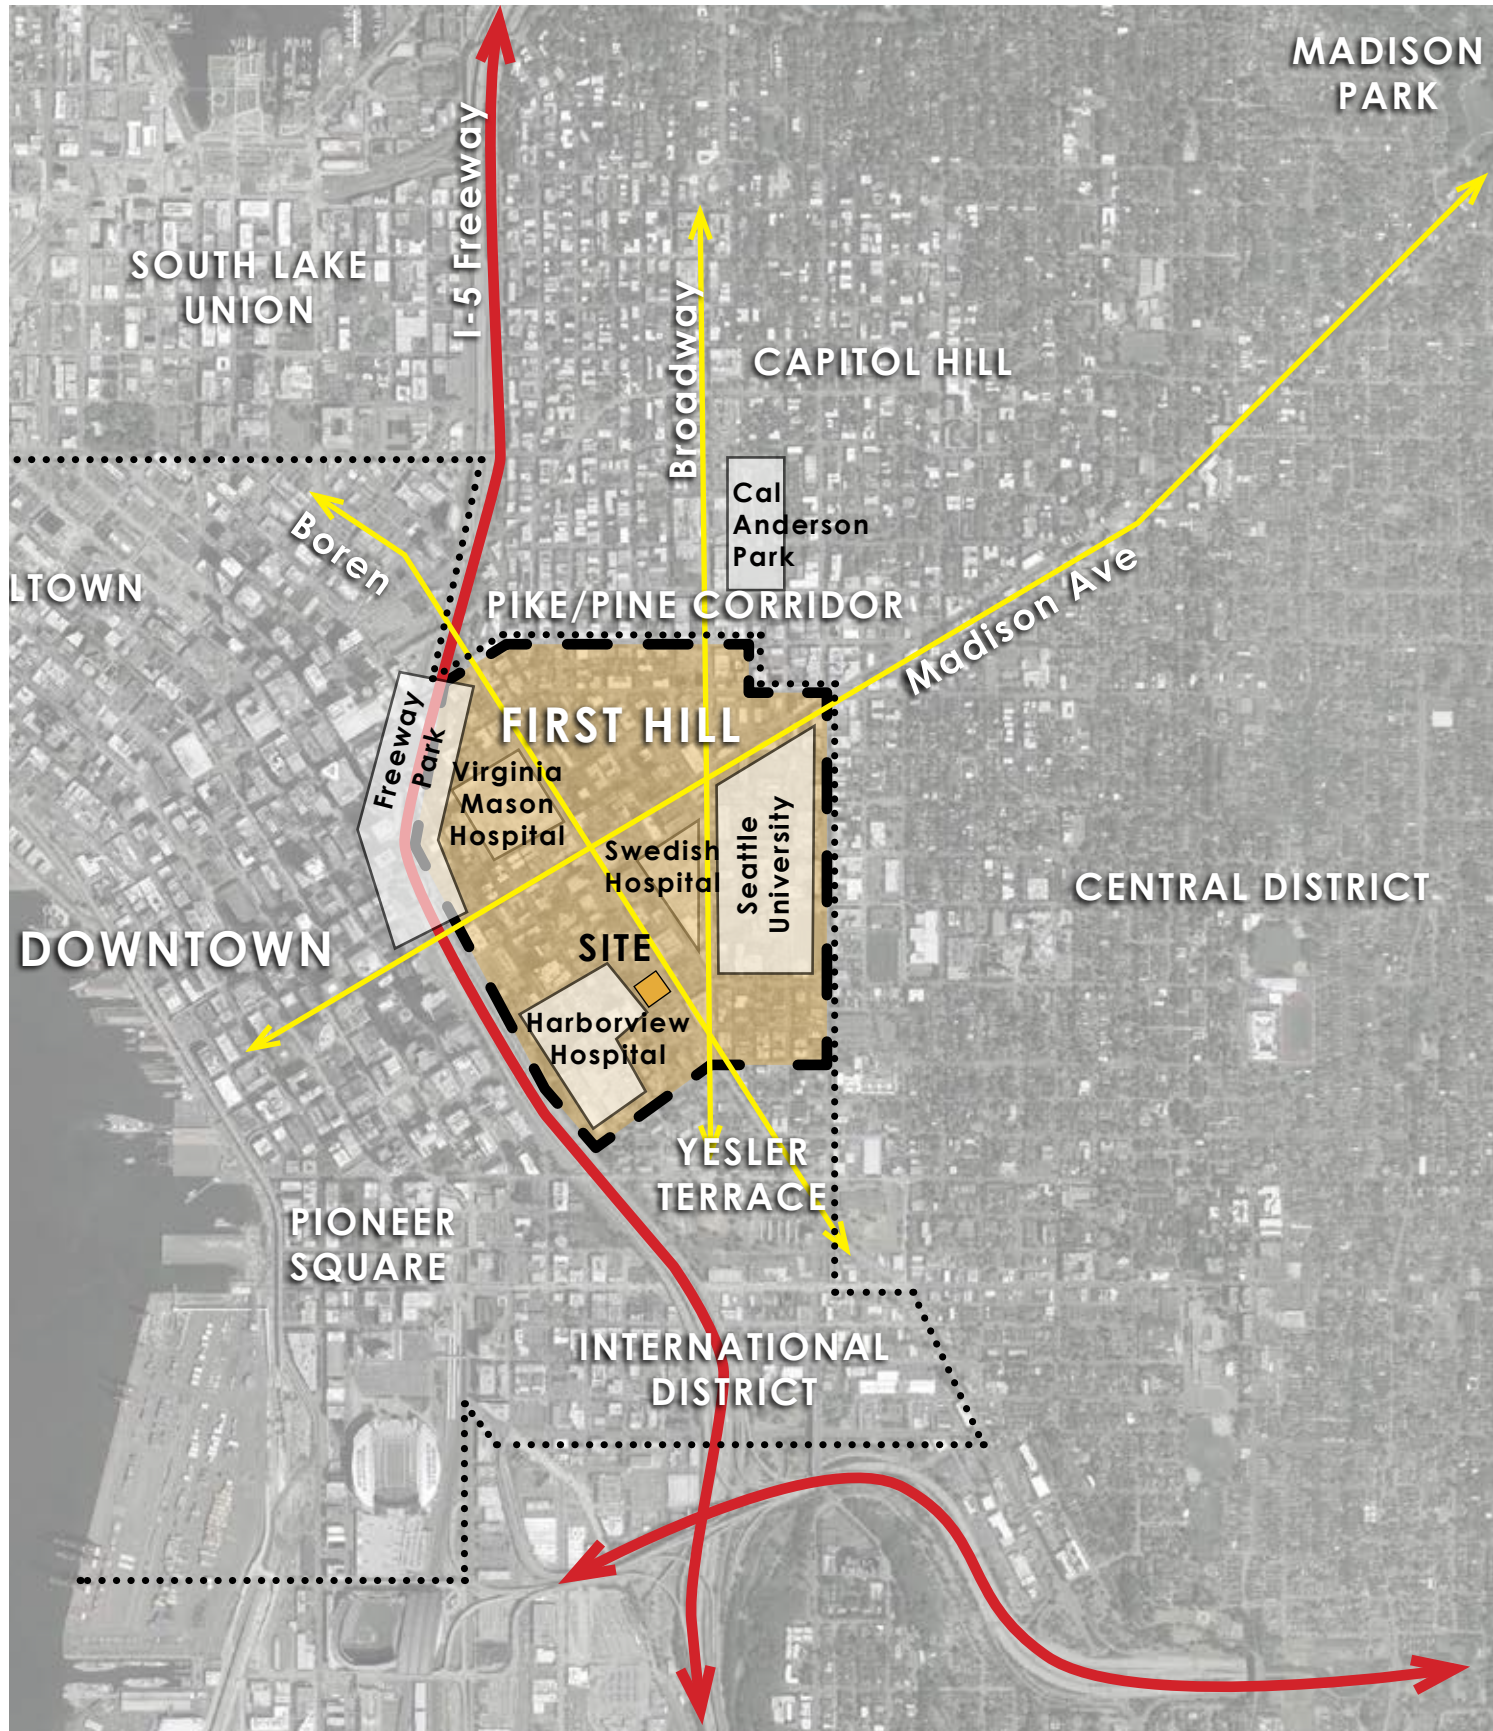 MADISON
PARK
I-5 Freeway
SOUTH LAKE
UNION
Broadway
CAPITOL HILL
Cal
Anderson
Park
Boren
LTOWN
PIKE/PINE CORRIDOR
Madison Ave
FIRST HILL
Freeway
Park
Virginia
Mason
Hospital
Swedish
Hospital
Seattle
University
CENTRAL DISTRICT
DOWNTOWN
SITE
Harborview
Hospital
YESLER
TERRACE
PIONEER
SQUARE
INTERNATIONAL
DISTRICT